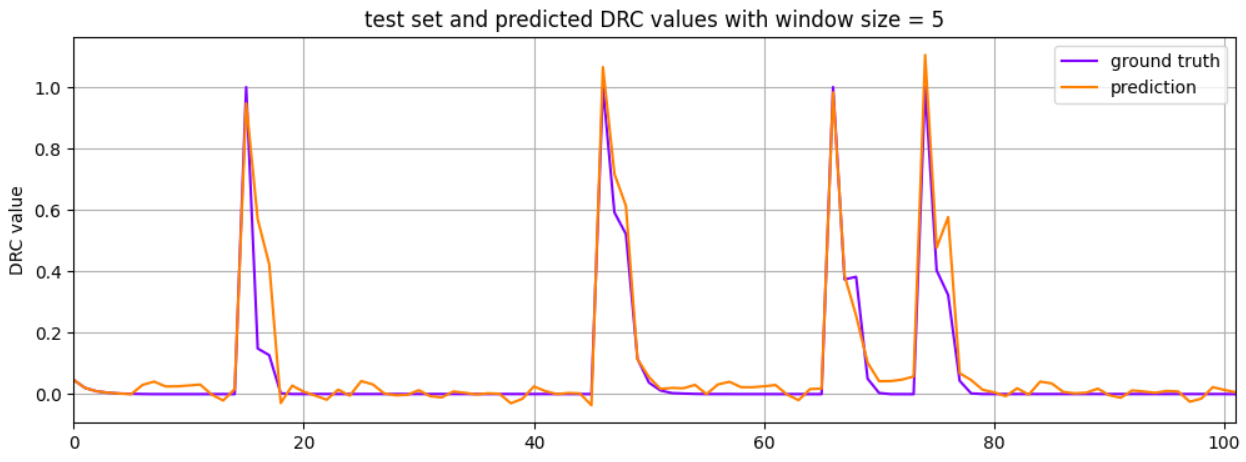 test set and predicted DRC values with window size = 5
ground truth
prediction
DRC value
1.0
0.8
0.6
0.4
0.2
0.0
0 20 40 60 80 100